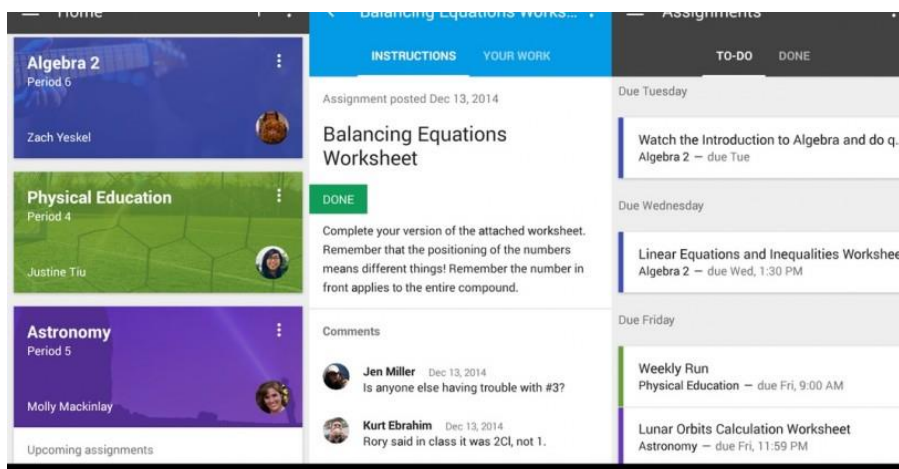 Home
Algebra 2
Period 6
Zach Yeskel
Physical Education
Period 4
Justine Tiu
Astronomy
Period 5
Molly Mackinlay
Upcoming assignments
Balancing Equations Works...
INSTRUCTIONS YOUR WORK
Assignment posted Dec 13, 2014
Balancing Equations
Worksheet
DONE
Complete your version of the attached worksheet.
Remember that the positioning of the numbers
means different things! Remember the number in
front applies to the entire compound.
Comments
Jen Miller Dec 13, 2014
Is anyone else having trouble with #3?
Kurt Ebrahim Dec 13, 2014
Rory said in class it was 2Cl, not 1.
Assignments
TO-DO DONE
Due Tuesday
Watch the Introduction to Algebra and do q.
Algebra 2 — due Tue
Due Wednesday
Linear Equations and Inequalities Workshee
Algebra 2 — due Wed, 1:30 PM
Due Friday
Weekly Run
Physical Education — due Fri, 9:00 AM
Lunar Orbits Calculation Worksheet
Astronomy — due Fri, 11:59 PM